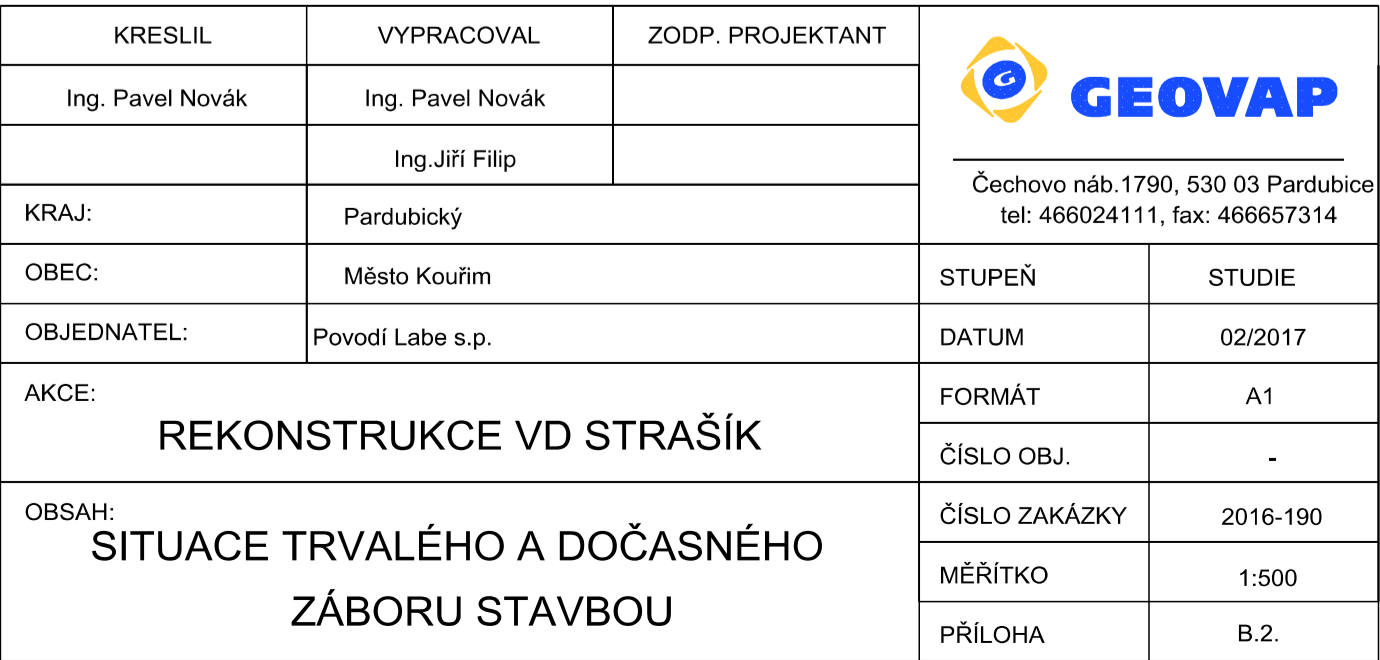 KRESLIL VYPRACOVAL ZODP. PROJEKTANT
Ing. Pavel Novák Ing. Pavel Novák
Ing.Jiří Filip
G GEOVAP
Čechovo náb.1790, 530 03 Pardubice
tel: 466024111, fax: 466657314
KRAJ: Pardubický
OBEC: Město Kouřim
OBJEDNATEL: Povodí Labe s.p.
AKCE:
REKONSTRUKCE VD STRAŠÍK
OBSAH:
SITUACE TRVALÉHO A DOČASNÉHO
ZÁBORU STAVBOU
STUPEŇ STUDIE
DATUM 02/2017
FORMÁT A1
ČÍSLO OBJ. -
ČÍSLO ZAKÁZKY 2016-190
MĚŘÍTKO 1:500
PŘÍLOHA B.2.